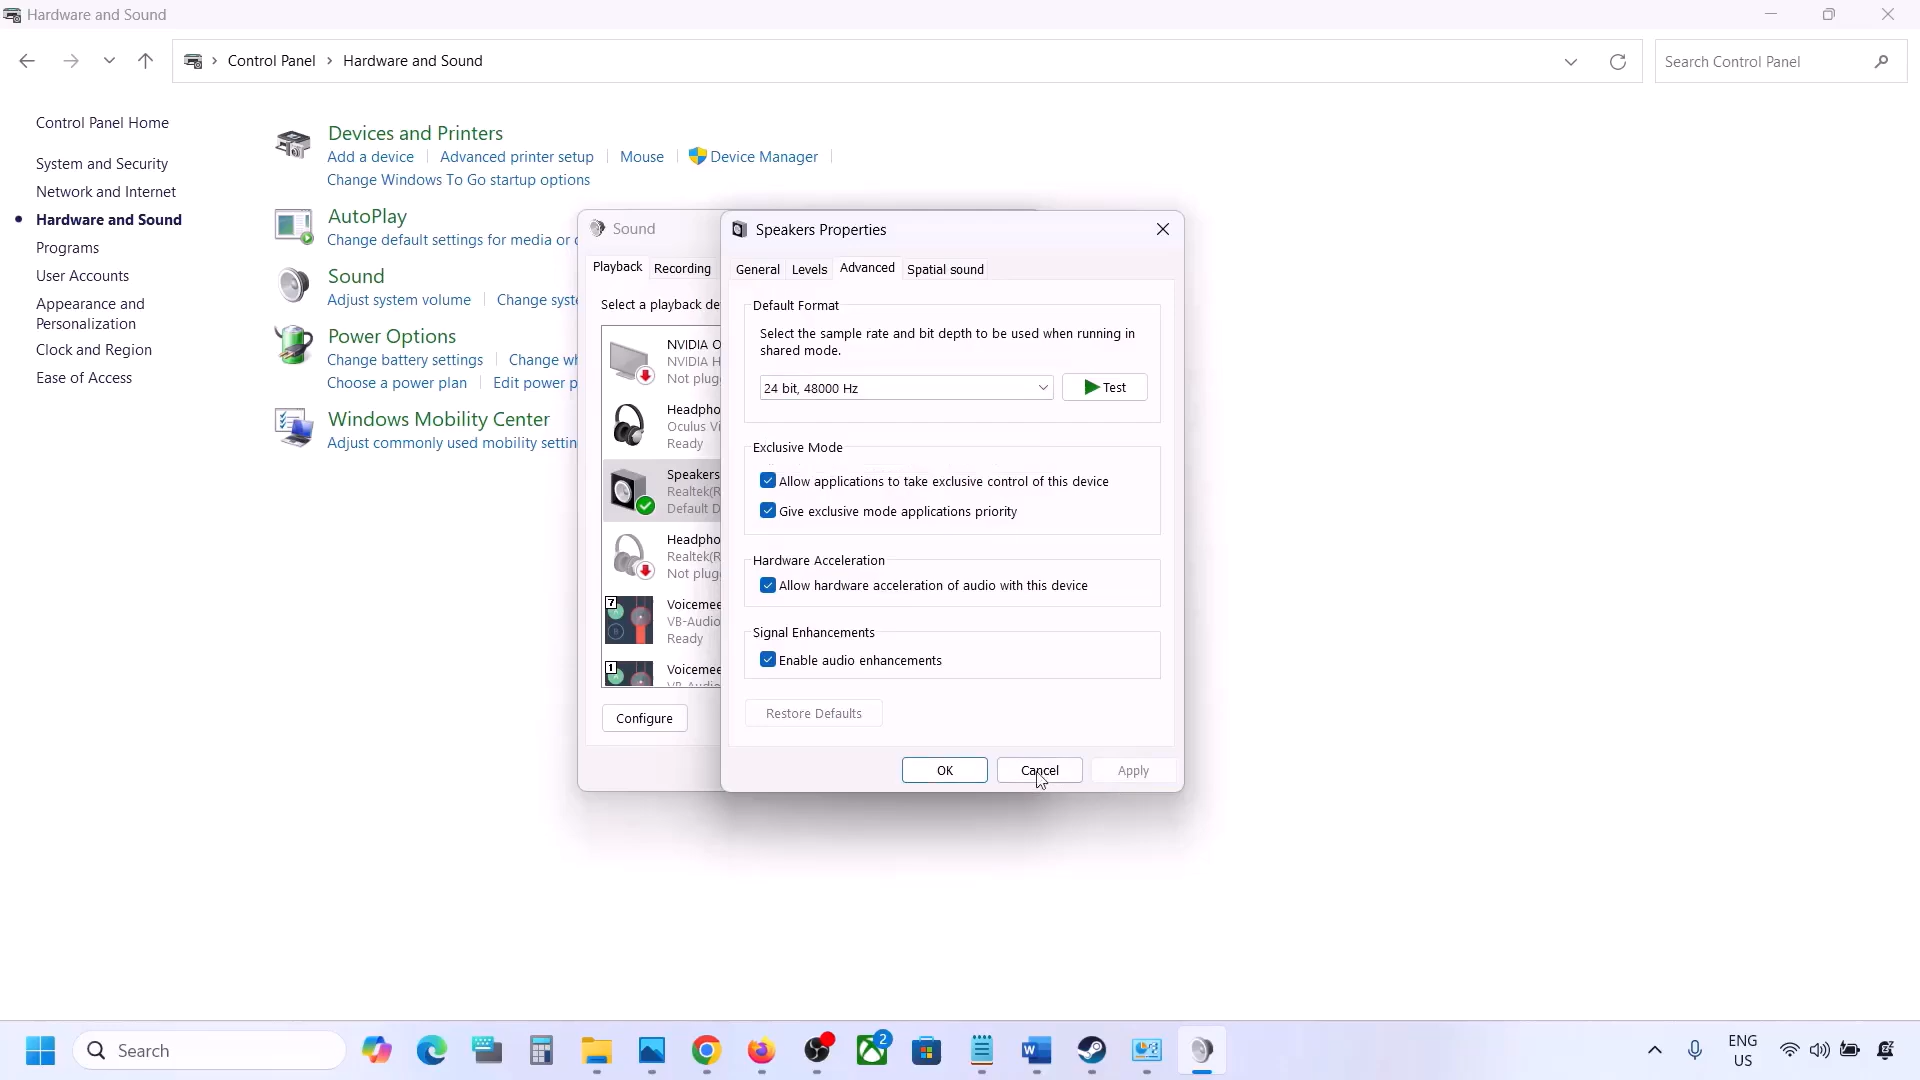 Hardware and Sound
Control Panel › Hardware and Sound
Search Control Panel
Control Panel Home
System and Security
Network and Internet
Hardware and Sound
Programs
User Accounts
Appearance and
Personalization
Clock and Region
Ease of Access
Devices and Printers
Add a device
Advanced printer setup
Mouse
Device Manager
Change Windows To Go startup options
AutoPlay
Change default settings for media or
Sound
Adjust system volume
Change syst
Power Options
Change battery settings
Change wh
Choose a power plan
Edit power p
Windows Mobility Center
Adjust commonly used mobility settin
Sound
Playback
Recording
Select a playback de
NVIDIA O
NVIDIA H
Not plug
Headpho
Oculus Vi
Ready
Speakers
Realtek(R
Default D
Headpho
Realtek(R
Not plug
7
Voicemee
VB-Audio
Ready
1
Voicemee
VB-Audio
Configure
Speakers Properties
General
Levels
Advanced
Spatial sound
Default Format
Select the sample rate and bit depth to be used when running in
shared mode.
24 bit, 48000 Hz
Test
Exclusive Mode
Allow applications to take exclusive control of this device
Give exclusive mode applications priority
Hardware Acceleration
Allow hardware acceleration of audio with this device
Signal Enhancements
Enable audio enhancements
Restore Defaults
OK
Cancel
Apply
Search
2
ENG
US